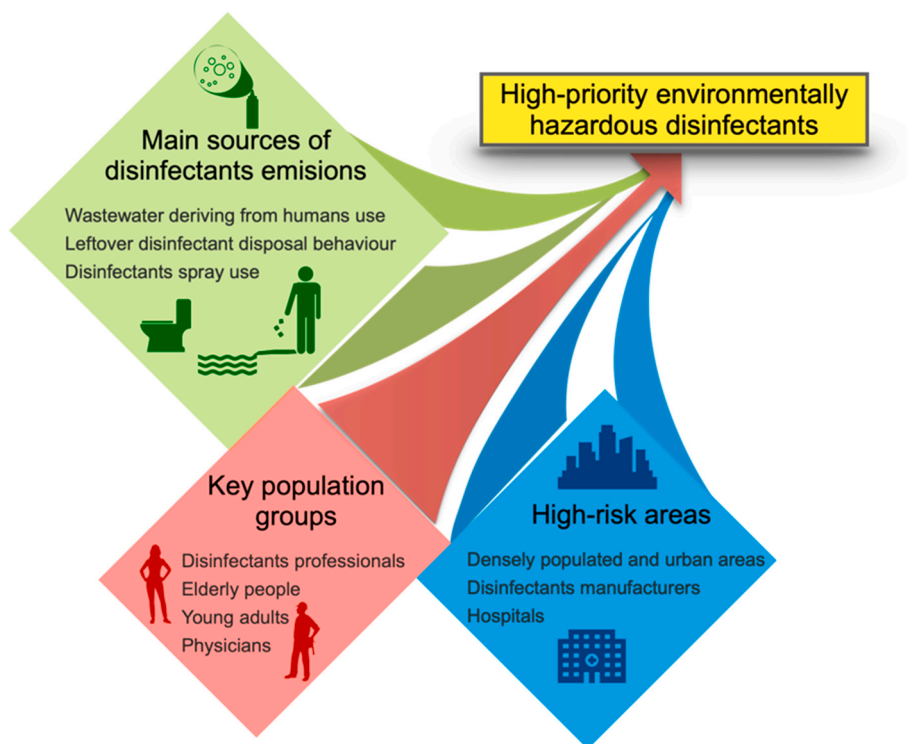 Main sources of
disinfectants emisions
Wastewater deriving from humans use
Leftover disinfectant disposal behaviour
Disinfectants spray use
High-priority environmentally
hazardous disinfectants
Key population
groups
Disinfectants professionals
Elderly people
Young adults
Physicians
High-risk areas
Densely populated and urban areas
Disinfectants manufacturers
Hospitals